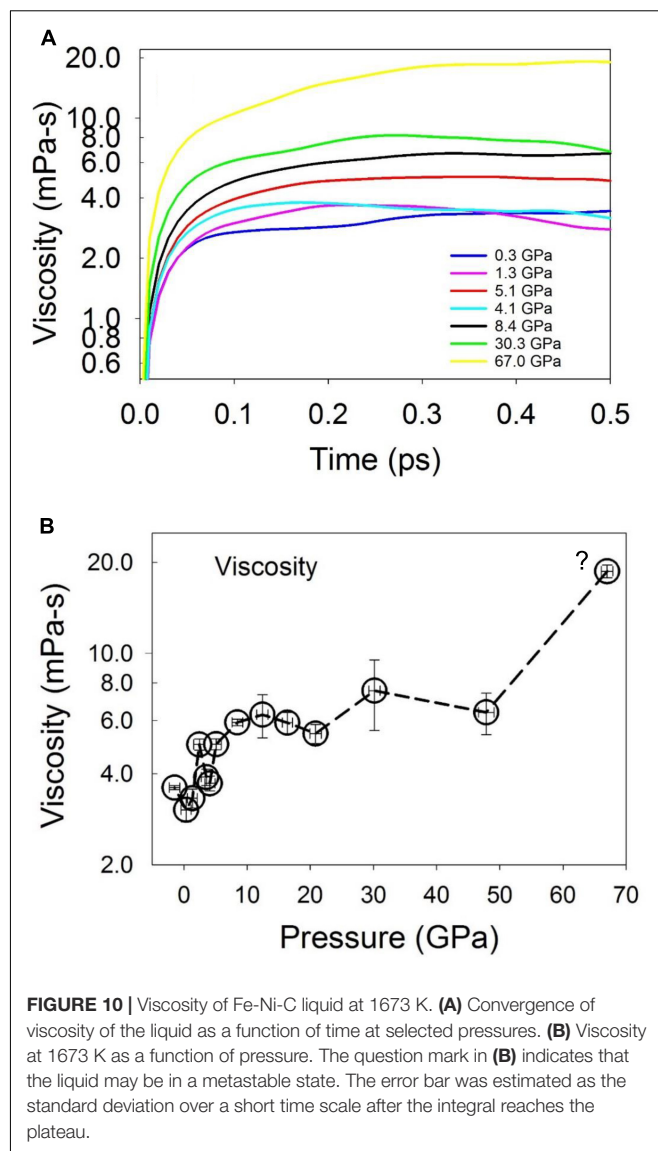 A
20.0
10.0
8.0
6.0
4.0
2.0
1.0
0.8
0.6
Viscosity (mPa-s)
0.3 GPa
1.3 GPa
5.1 GPa
4.1 GPa
8.4 GPa
30.3 GPa
67.0 GPa
0.0 0.1 0.2 0.3 0.4 0.5
Time (ps)
B
Viscosity
?
20.0
10.0
8.0
6.0
4.0
2.0
Viscosity (mPa-s)
0 10 20 30 40 50 60 70
Pressure (GPa)
FIGURE 10 | Viscosity of Fe-Ni-C liquid at 1673 K. (A) Convergence of
viscosity of the liquid as a function of time at selected pressures. (B) Viscosity
at 1673 K as a function of pressure. The question mark in (B) indicates that
the liquid may be in a metastable state. The error bar was estimated as the
standard deviation over a short time scale after the integral reaches the
plateau.